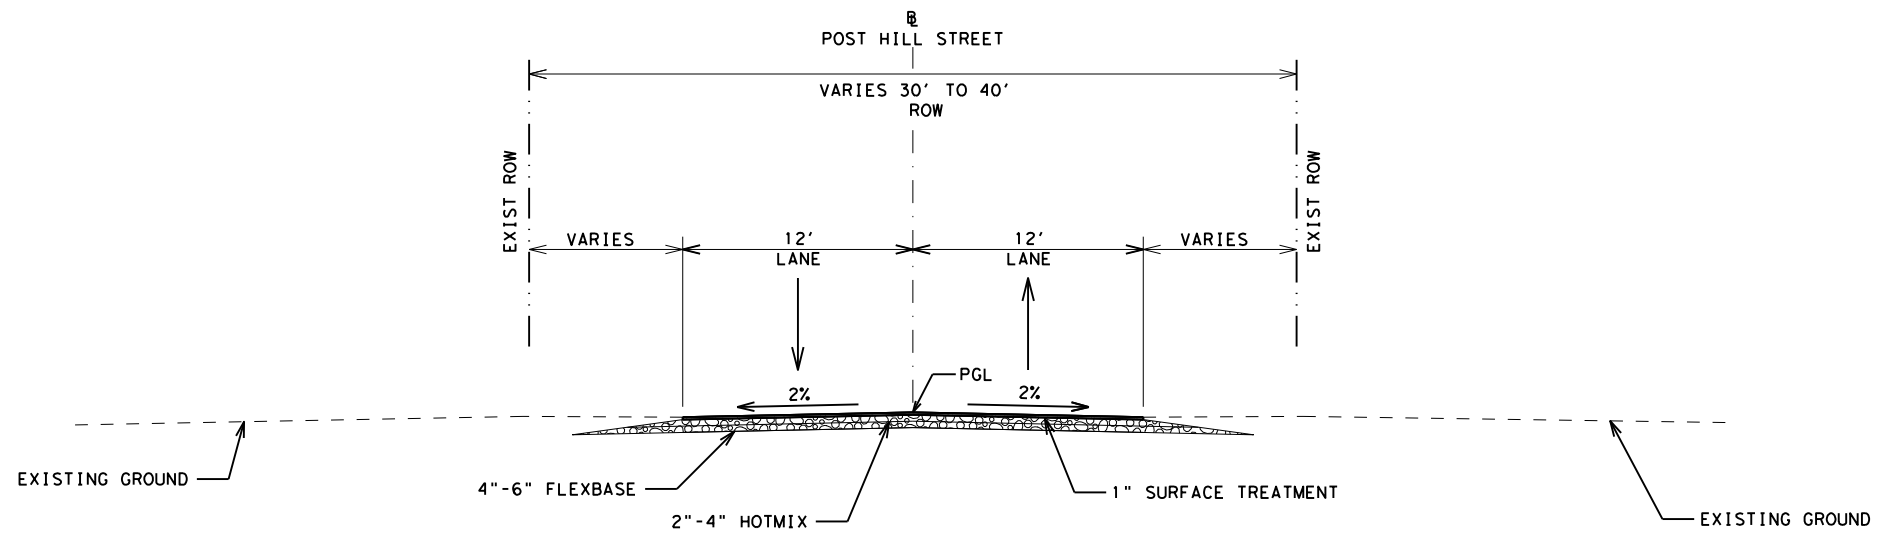 ℄
POST HILL STREET
VARIES 30' TO 40'
ROW
EXIST ROW
EXIST ROW
VARIES
12'
LANE
12'
LANE
VARIES
PGL
2%
2%
EXISTING GROUND
4"-6" FLEXBASE
2"-4" HOTMIX
1" SURFACE TREATMENT
EXISTING GROUND